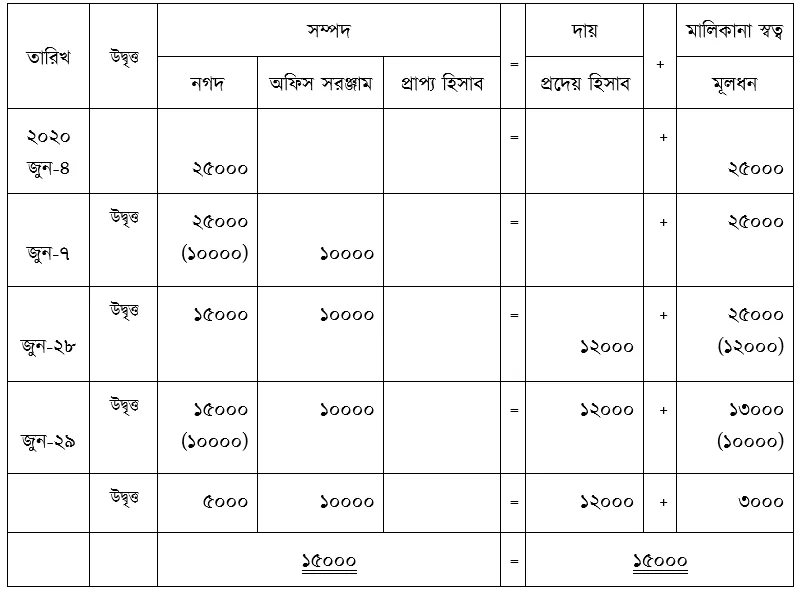 তারিখ উদ্বৃত্ত সম্পদ = দায় + মালিকানা স্বত্ব
নগদ অফিস সরঞ্জাম প্রাপ্য হিসাব প্রদেয় হিসাব মূলধন
২০২০ = +
জুন-৪ ২৫০০০ ২৫০০০
উদ্বৃত্ত ২৫০০০ = + ২৫০০০
জুন-৭ (১০০০০) ১০০০০
উদ্বৃত্ত ১৫০০০ ১০০০০ = + ২৫০০০
জুন-২৮ ১২০০০ (১২০০০)
উদ্বৃত্ত ১৫০০০ ১০০০০ = ১২০০০ + ১৩০০০
জুন-২৯ (১০০০০) (১০০০০)
উদ্বৃত্ত ৫০০০ ১০০০০ = ১২০০০ + ৩০০০
১৫০০০ = ১৫০০০